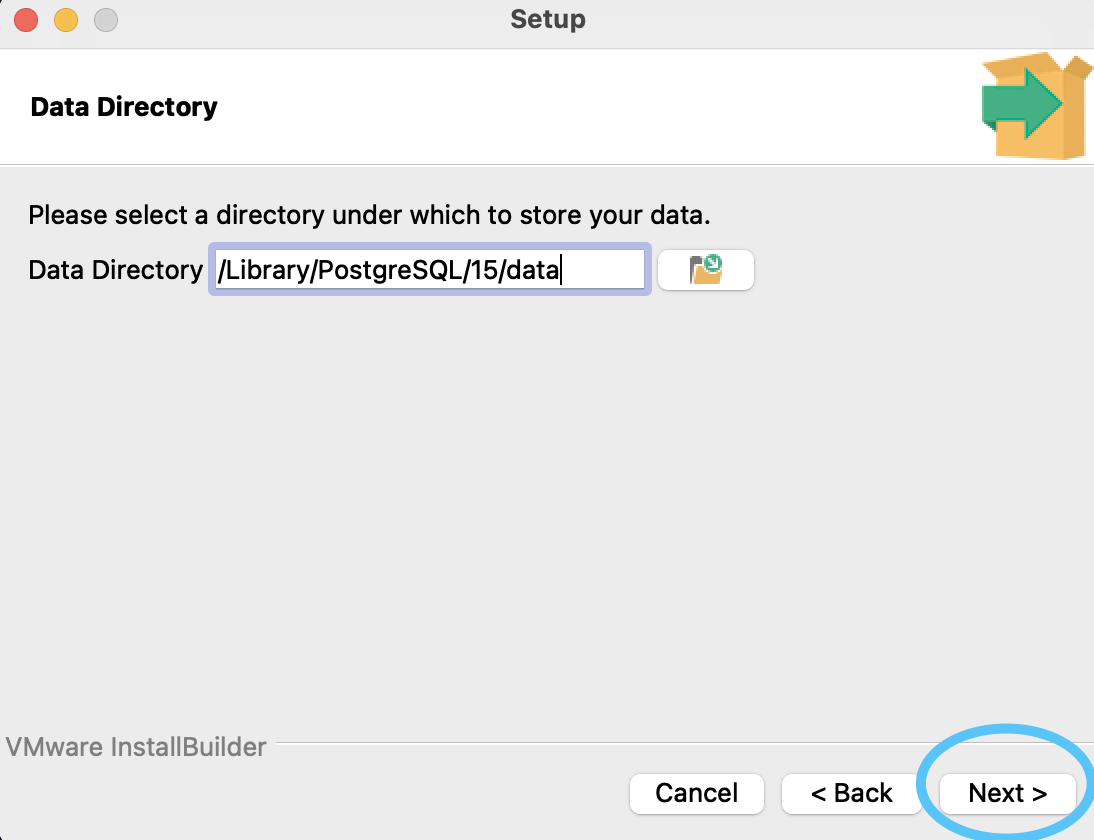 Setup
Data Directory
Please select a directory under which to store your data.
Data Directory /Library/PostgreSQL/15/data
VMware InstallBuilder
Cancel < Back Next >